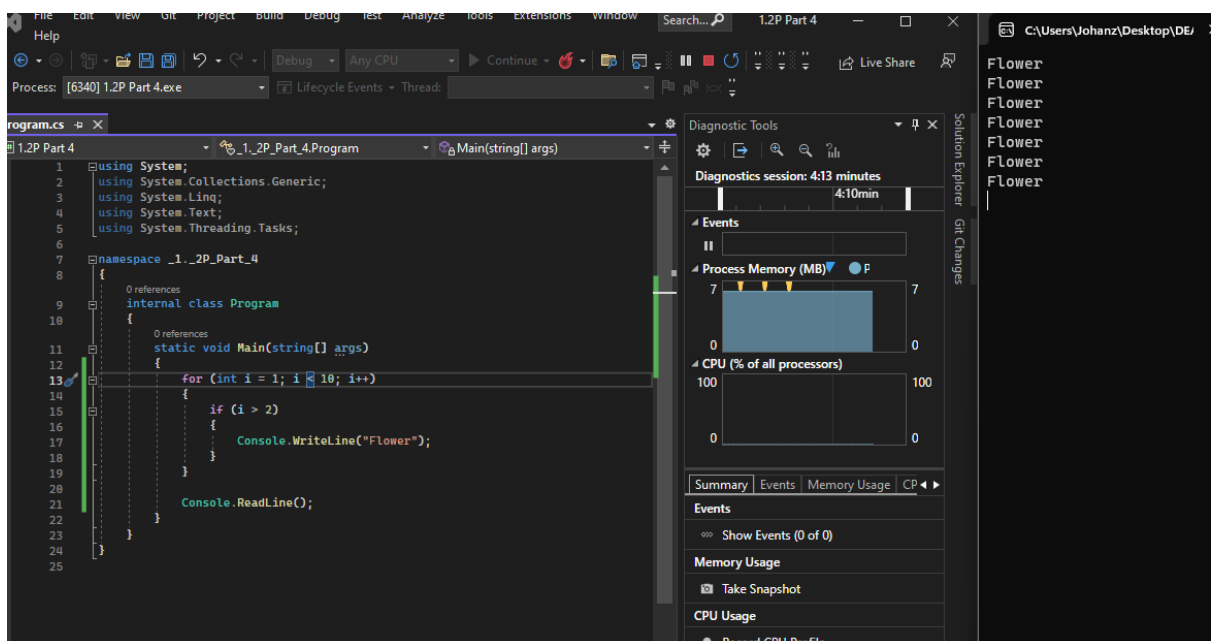 File Edit View Git Project Build Debug Test Analyze Tools Extensions Window Search... 1.2P Part 4
Help
Debug Any CPU Continue Live Share
Process: [6340] 1.2P Part 4.exe Lifecycle Events Thread:
rogram.cs
1.2P Part 4 _1._2P_Part_4.Program Main(string[] args)
1 using System;
2 using System.Collections.Generic;
3 using System.Linq;
4 using System.Text;
5 using System.Threading.Tasks;
6
7 namespace _1._2P_Part_4
8 {
0 references
9 internal class Program
10 {
0 references
11 static void Main(string[] args)
12 {
13 for (int i = 1; i < 10; i++)
14 {
15 if (i > 2)
16 {
17 Console.WriteLine("Flower");
18 }
19 }
20
21 Console.ReadLine();
22 }
23 }
24 }
25
Diagnostic Tools
Diagnostics session: 4:13 minutes
4:10min
Events
Process Memory (MB) P
7 7
0 0
CPU (% of all processors)
100 100
0 0
Summary Events Memory Usage CP
Events
Show Events (0 of 0)
Memory Usage
Take Snapshot
CPU Usage
Record CPU Profile
Solution Explorer
Git Changes
C:\Users\Johanz\Desktop\DE
Flower
Flower
Flower
Flower
Flower
Flower
Flower